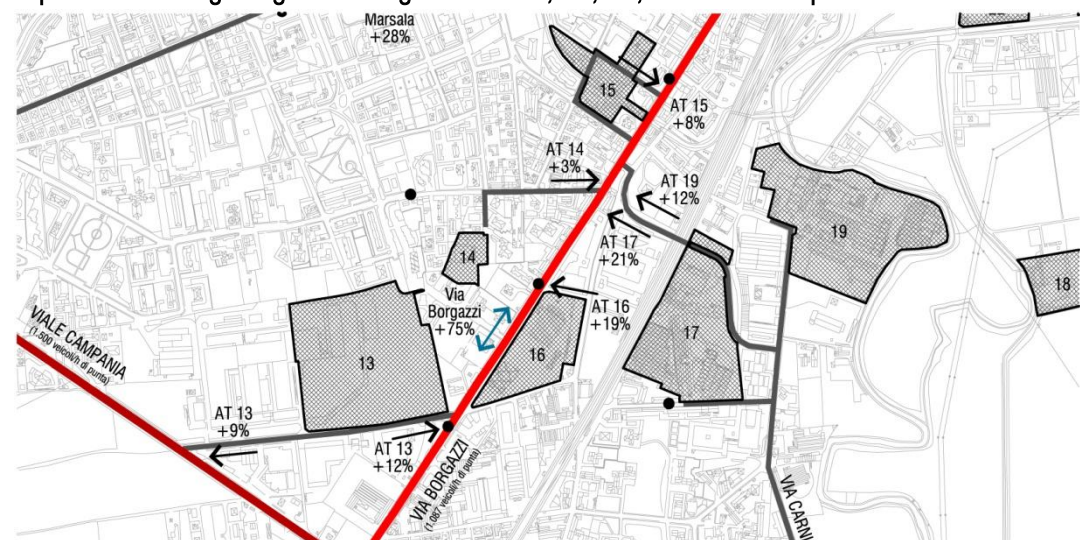 Marsala
+28%
15
AT 15
+8%
AT 14
+3%
AT 19
+12%
19
AT 17
+21%
14
18
Via
Borgazzi
+75%
AT 16
+19%
17
16
13
VIALE CAMPANIA
(1.500 veicoli/h di punta)
AT 13
+9%
AT 13
+12%
VIA BORGAZZI
(1.087 veicoli/h di punta)
VIA CARNI